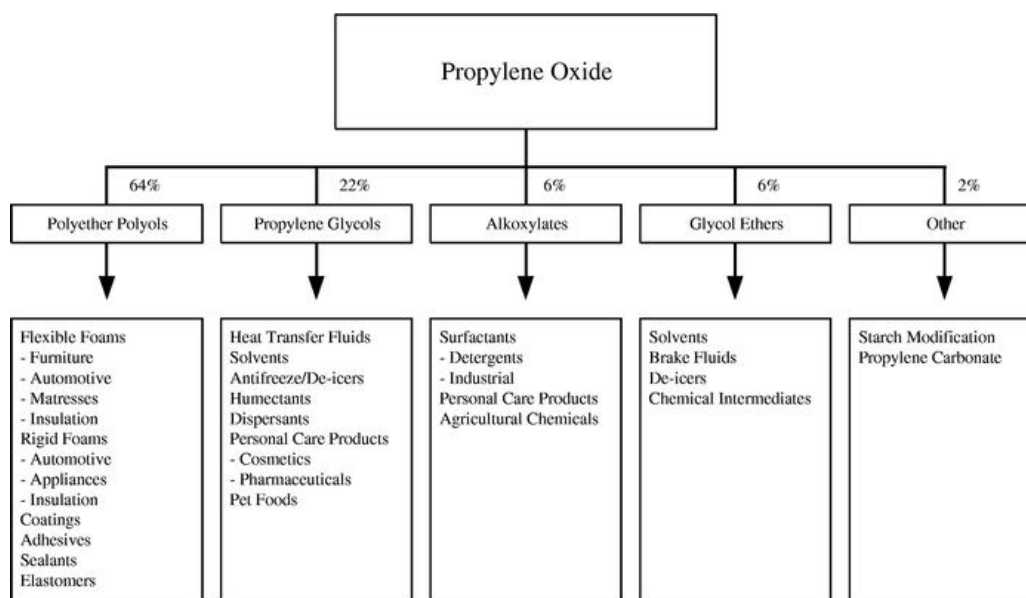 Propylene Oxide
64%
22%
6%
6%
2%
Polyether Polyols
Propylene Glycols
Alkoxylates
Glycol Ethers
Other
Flexible Foams
- Furniture
- Automotive
- Matresses
- Insulation
Rigid Foams
- Automotive
- Appliances
- Insulation
Coatings
Adhesives
Sealants
Elastomers
Heat Transfer Fluids
Solvents
Antifreeze/De-icers
Humectants
Dispersants
Personal Care Products
- Cosmetics
- Pharmaceuticals
Pet Foods
Surfactants
- Detergents
- Industrial
Personal Care Products
Agricultural Chemicals
Solvents
Brake Fluids
De-icers
Chemical Intermediates
Starch Modification
Propylene Carbonate